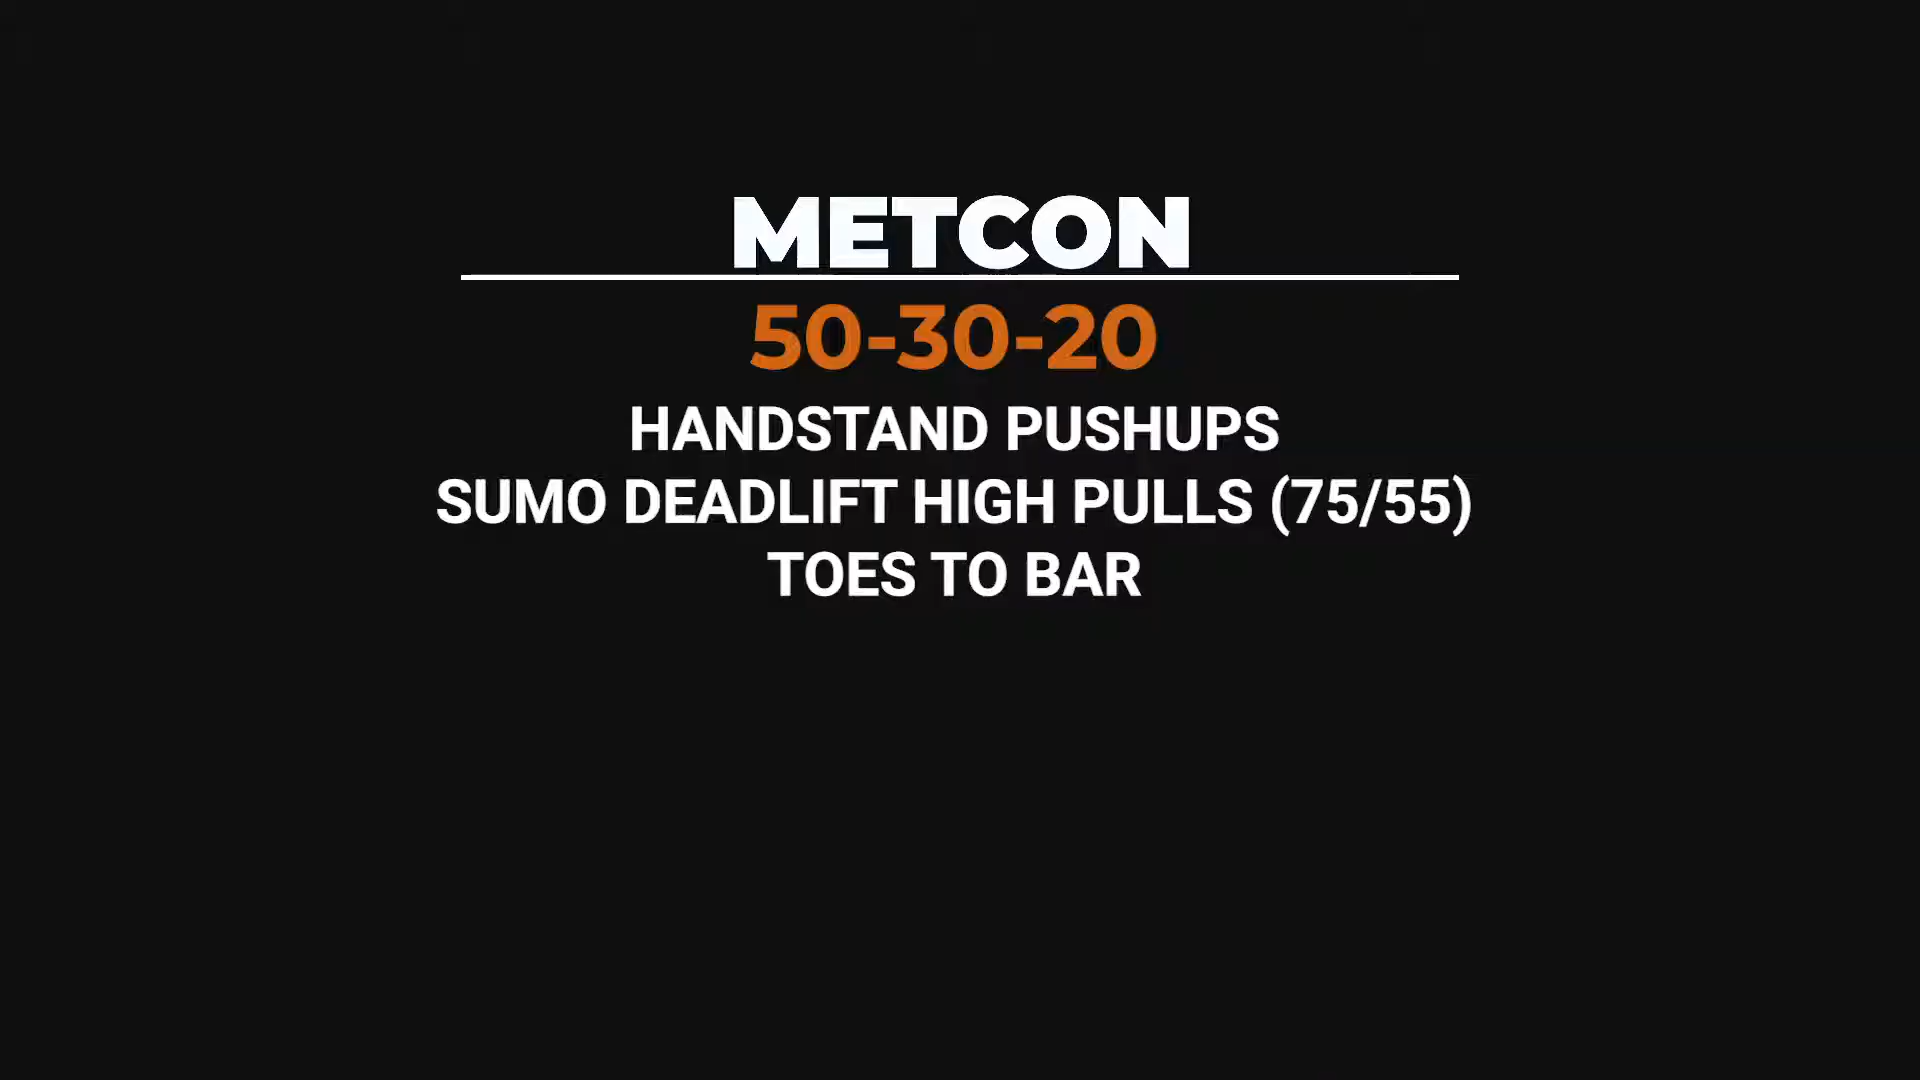 METCON
50-30-20
HANDSTAND PUSHUPS
SUMO DEADLIFT HIGH PULLS (75/55)
TOES TO BAR